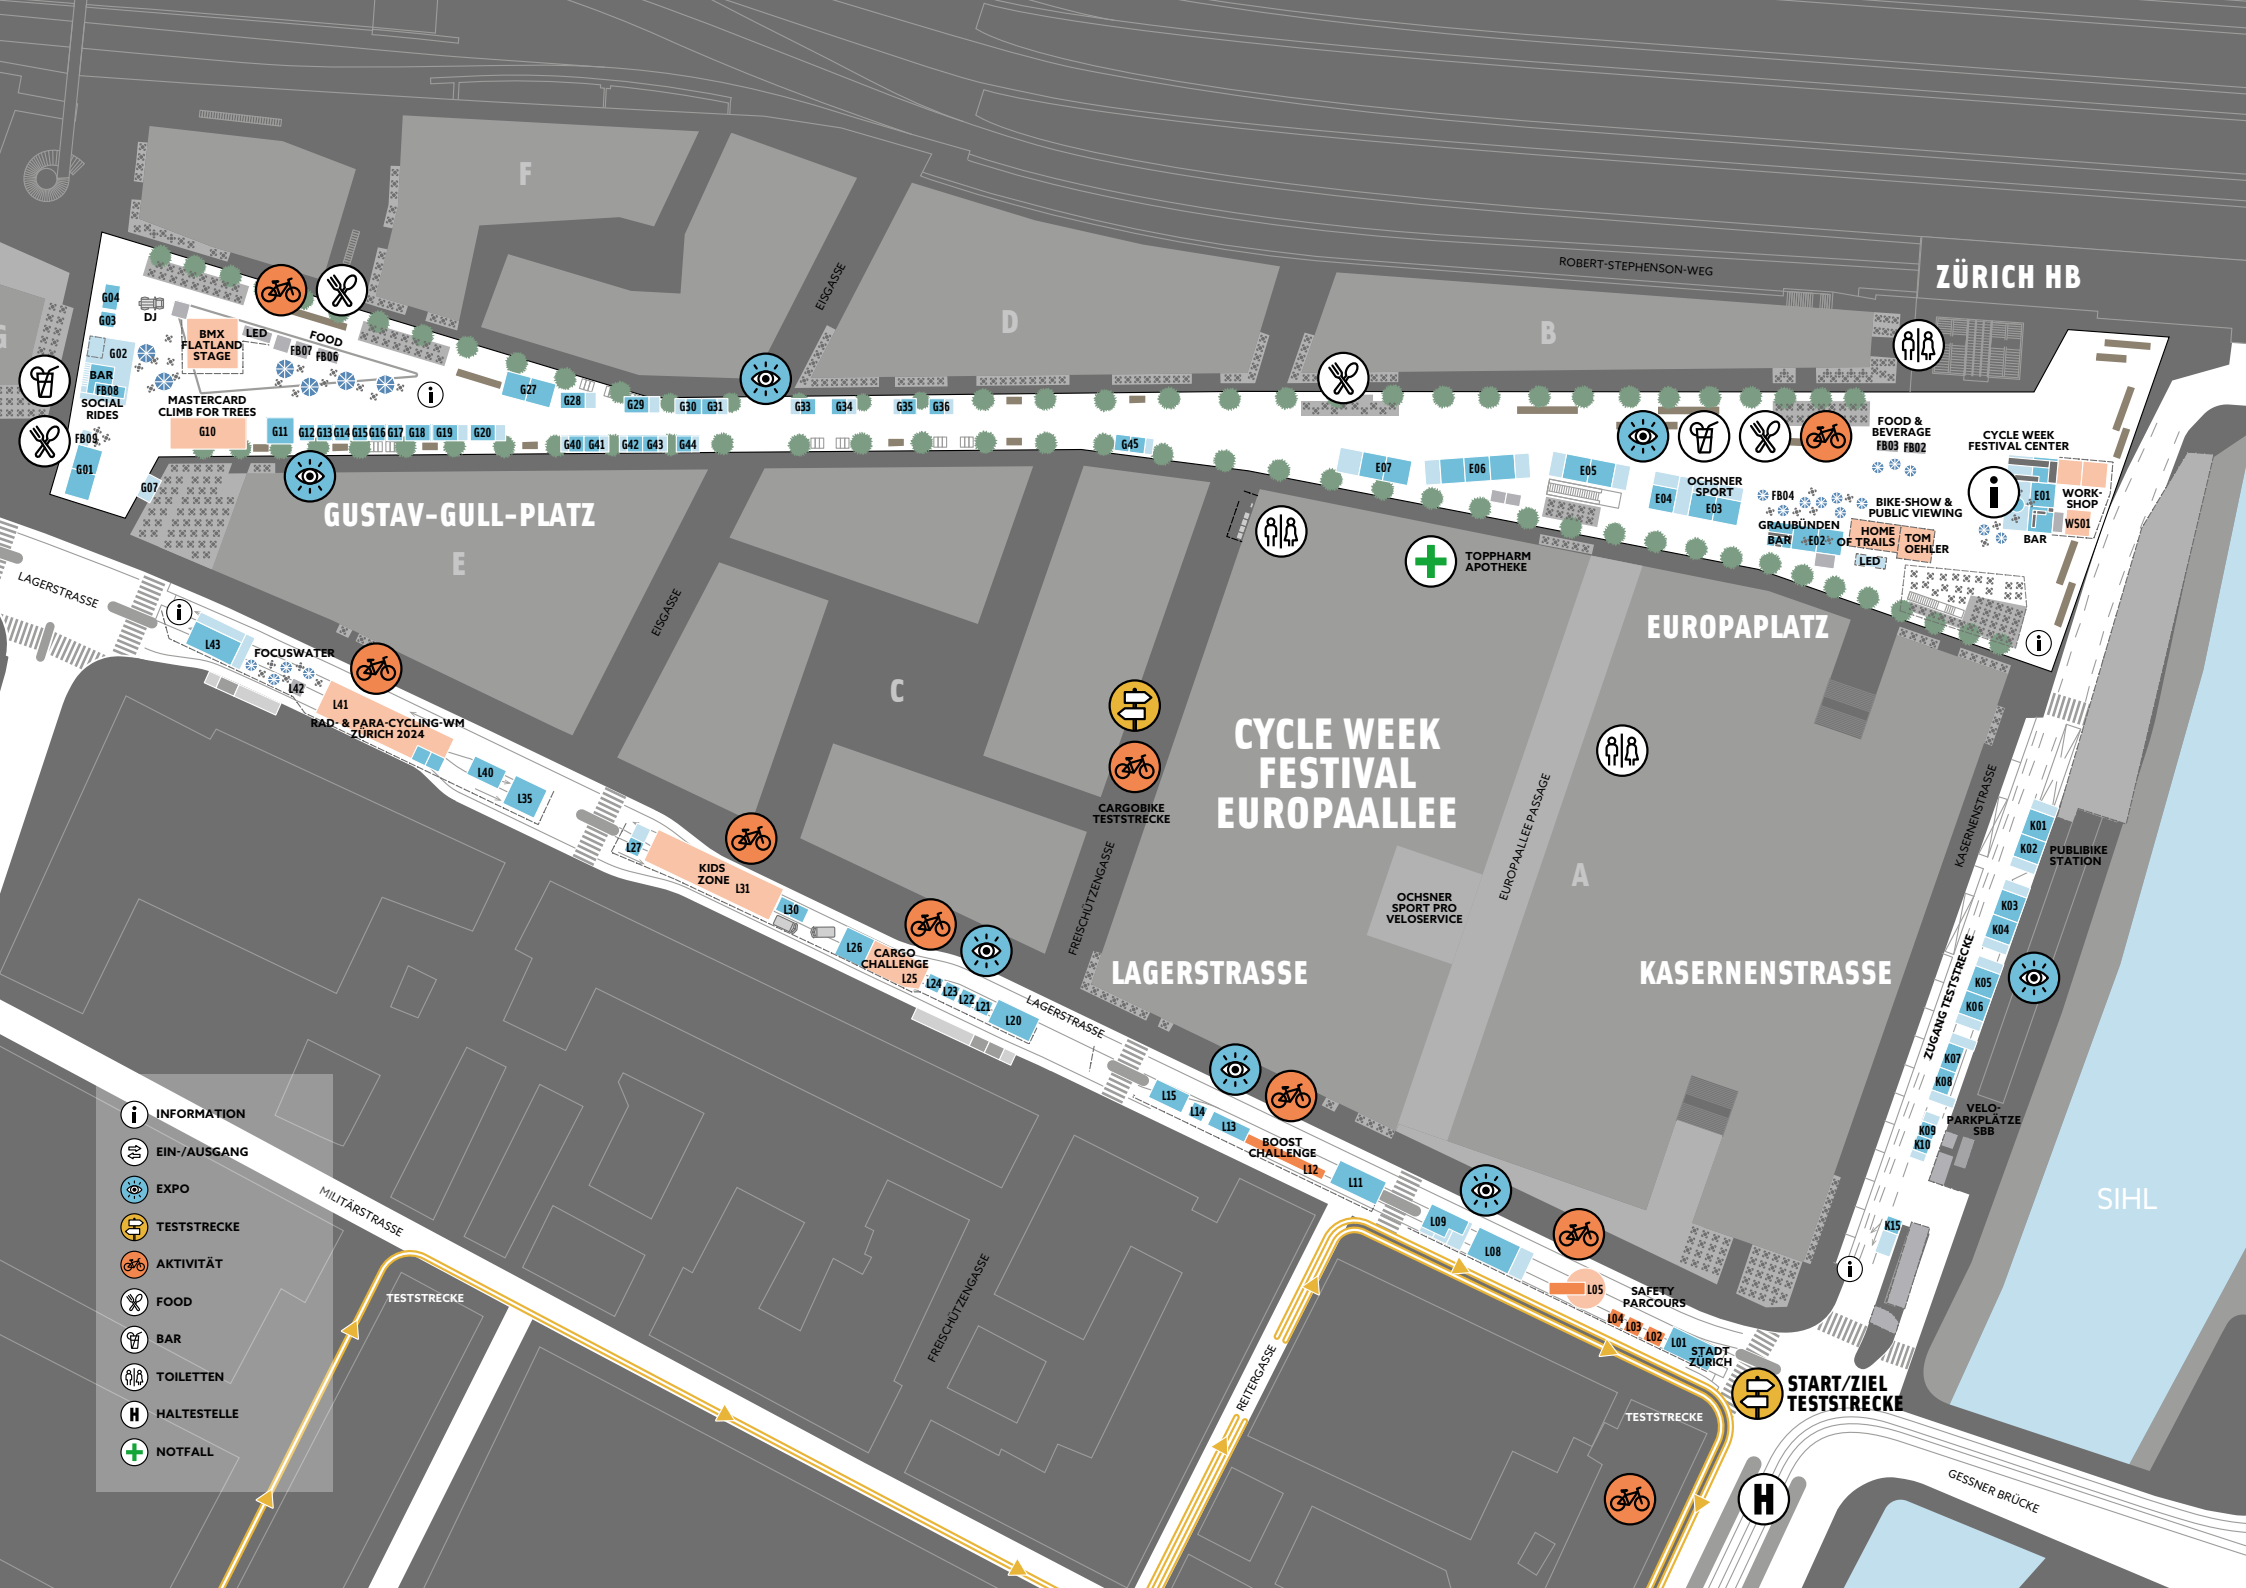 F
ROBERT-STEPHENSON-WEG
ZÜRICH HB
EISGASSE
D
B
G
G04
G03
DJ
BMX
FLATLAND
STAGE
LED
FOOD
FB07
FB06
G02
BAR
FB08
SOCIAL
RIDES
MASTERCARD
CLIMB FOR TREES
FB09
G01
G07
G10
G11
G12
G13
G14
G15
G16
G17
G18
G19
G20
G27
G28
G29
G30
G31
G33
G34
G35
G36
G40
G41
G42
G43
G44
G45
E07
E06
E05
E04
OCHSNER
SPORT
E03
FOOD &
BEVERAGE
FB03
FB02
CYCLE WEEK
FESTIVAL CENTER
FB04
BIKE-SHOW &
PUBLIC VIEWING
GRAUBÜNDEN
BAR
E02
HOME
OF TRAILS
TOM
OEHLER
LED
E01
WORK-
SHOP
WS01
BAR
i
GUSTAV-GULL-PLATZ
E
TOPPHARM
APOTHEKE
EUROPAPLATZ
LAGERSTRASSE
i
EISGASSE
C
i
i
L43
FOCUSWATER
L42
L41
RAD- & PARA-CYCLING-WM
ZÜRICH 2024
L40
L35
CARGOBIKE
TESTSTRECKE
CYCLE WEEK
FESTIVAL
EUROPAALLEE
EUROPAALLEE PASSAGE
KASERNENSTRASSE
K01
K02
PUBLIBIKE
STATION
L27
KIDS
ZONE
L31
L30
L26
CARGO
CHALLENGE
L25
L24
L23
L22
L21
L20
FREISCHÜTZENGASSE
OCHSNER
SPORT PRO
VELOSERVICE
A
K03
K04
ZUGANG TESTSTRECKE
LAGERSTRASSE
KASERNENSTRASSE
K05
K06
LAGERSTRASSE
K07
K08
VELO-
PARKPLÄTZE
SBB
K09
K10
L15
L14
L13
BOOST
CHALLENGE
L12
L11
L09
L08
K15
SIHL
i
L05
SAFETY
PARCOURS
L04
L03
L02
L01
STADT
ZÜRICH
START/ZIEL
TESTSTRECKE
TESTSTRECKE
H
GESSNER BRÜCKE
REITERGASSE
FREISCHÜTZENGASSE
MILITÄRSTRASSE
TESTSTRECKE
i INFORMATION
EIN-/AUSGANG
EXPO
TESTSTRECKE
AKTIVITÄT
FOOD
BAR
TOILETTEN
H HALTESTELLE
NOTFALL